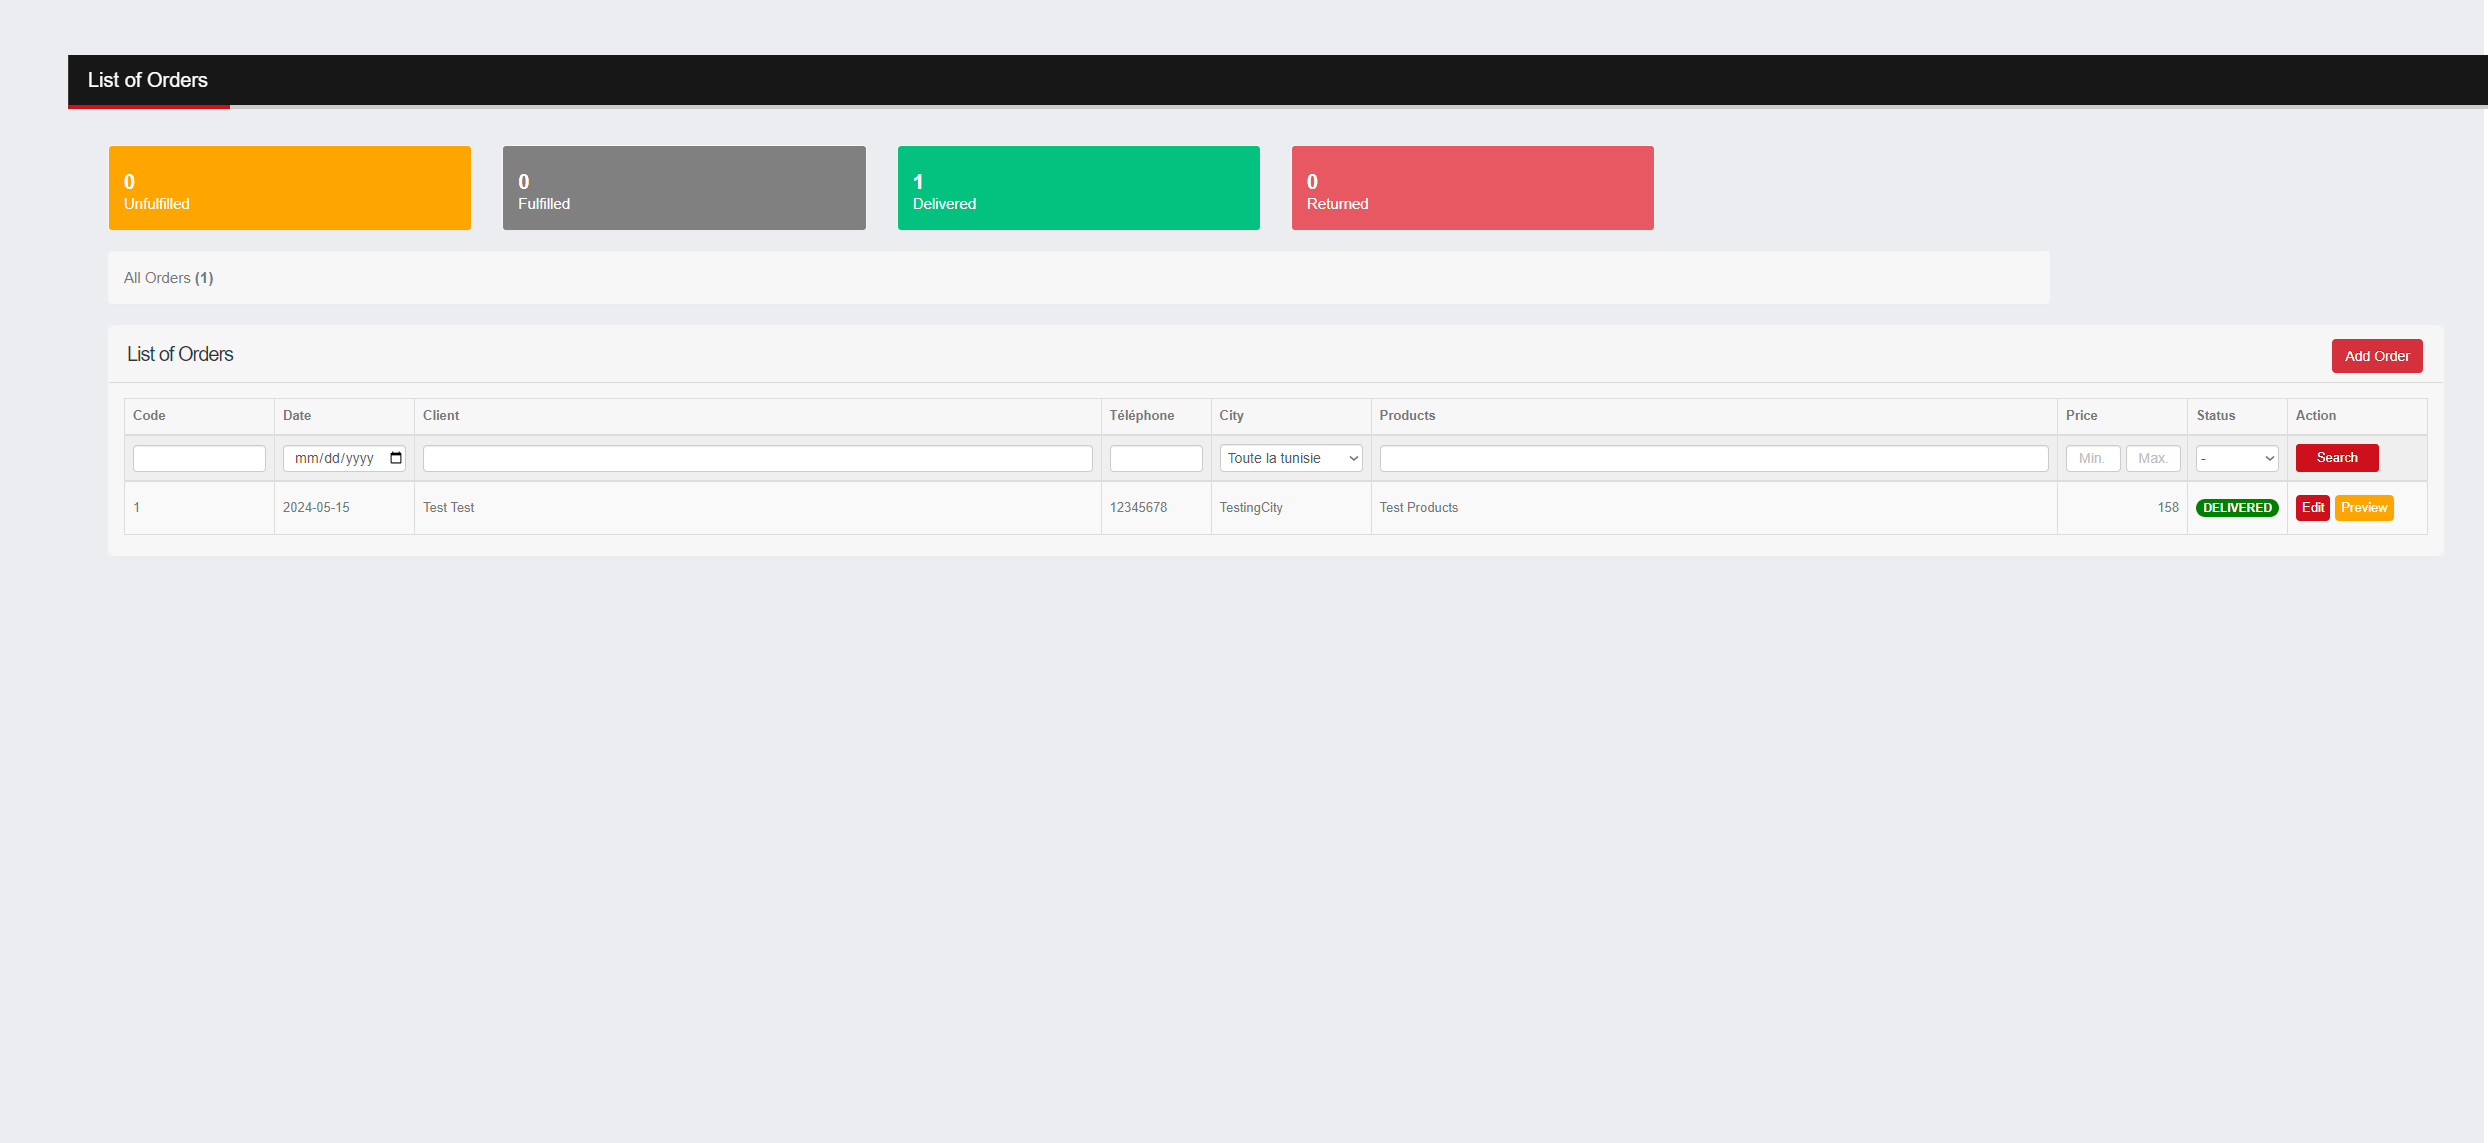 List of Orders
0
Unfulfilled
0
Fulfilled
1
Delivered
0
Returned
All Orders (1)
List of Orders
Add Order
Code Date Client Téléphone City Products Price Status Action
mm/dd/yyyy Toute la tunisie Min. Max. - Search
1 2024-05-15 Test Test 12345678 TestingCity Test Products 158 DELIVERED Edit Preview